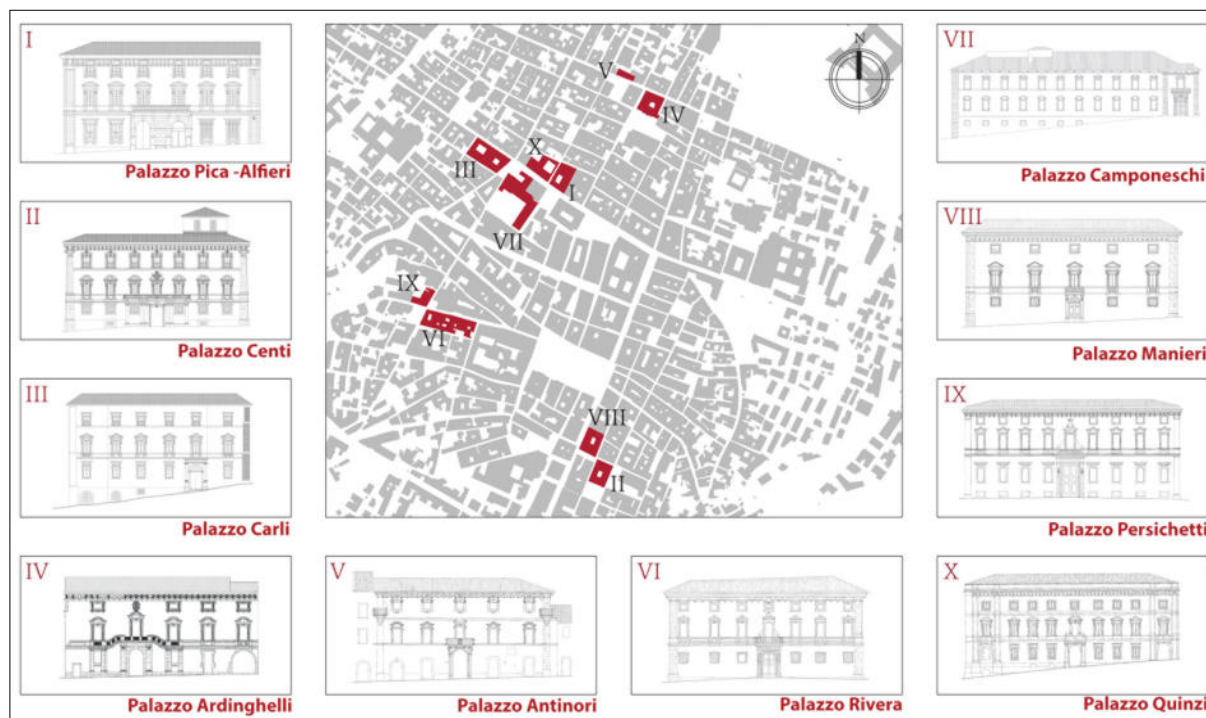 I
Palazzo Pica -Alfieri
II
Palazzo Centi
III
Palazzo Carli
IV
Palazzo Ardinghelli
N
V
IV
X
III
I
VII
IX
VI
VIII
II
V
Palazzo Antinori
VI
Palazzo Rivera
VII
Palazzo Camponeschi
VIII
Palazzo Manieri
IX
Palazzo Persichetti
X
Palazzo Quinzi